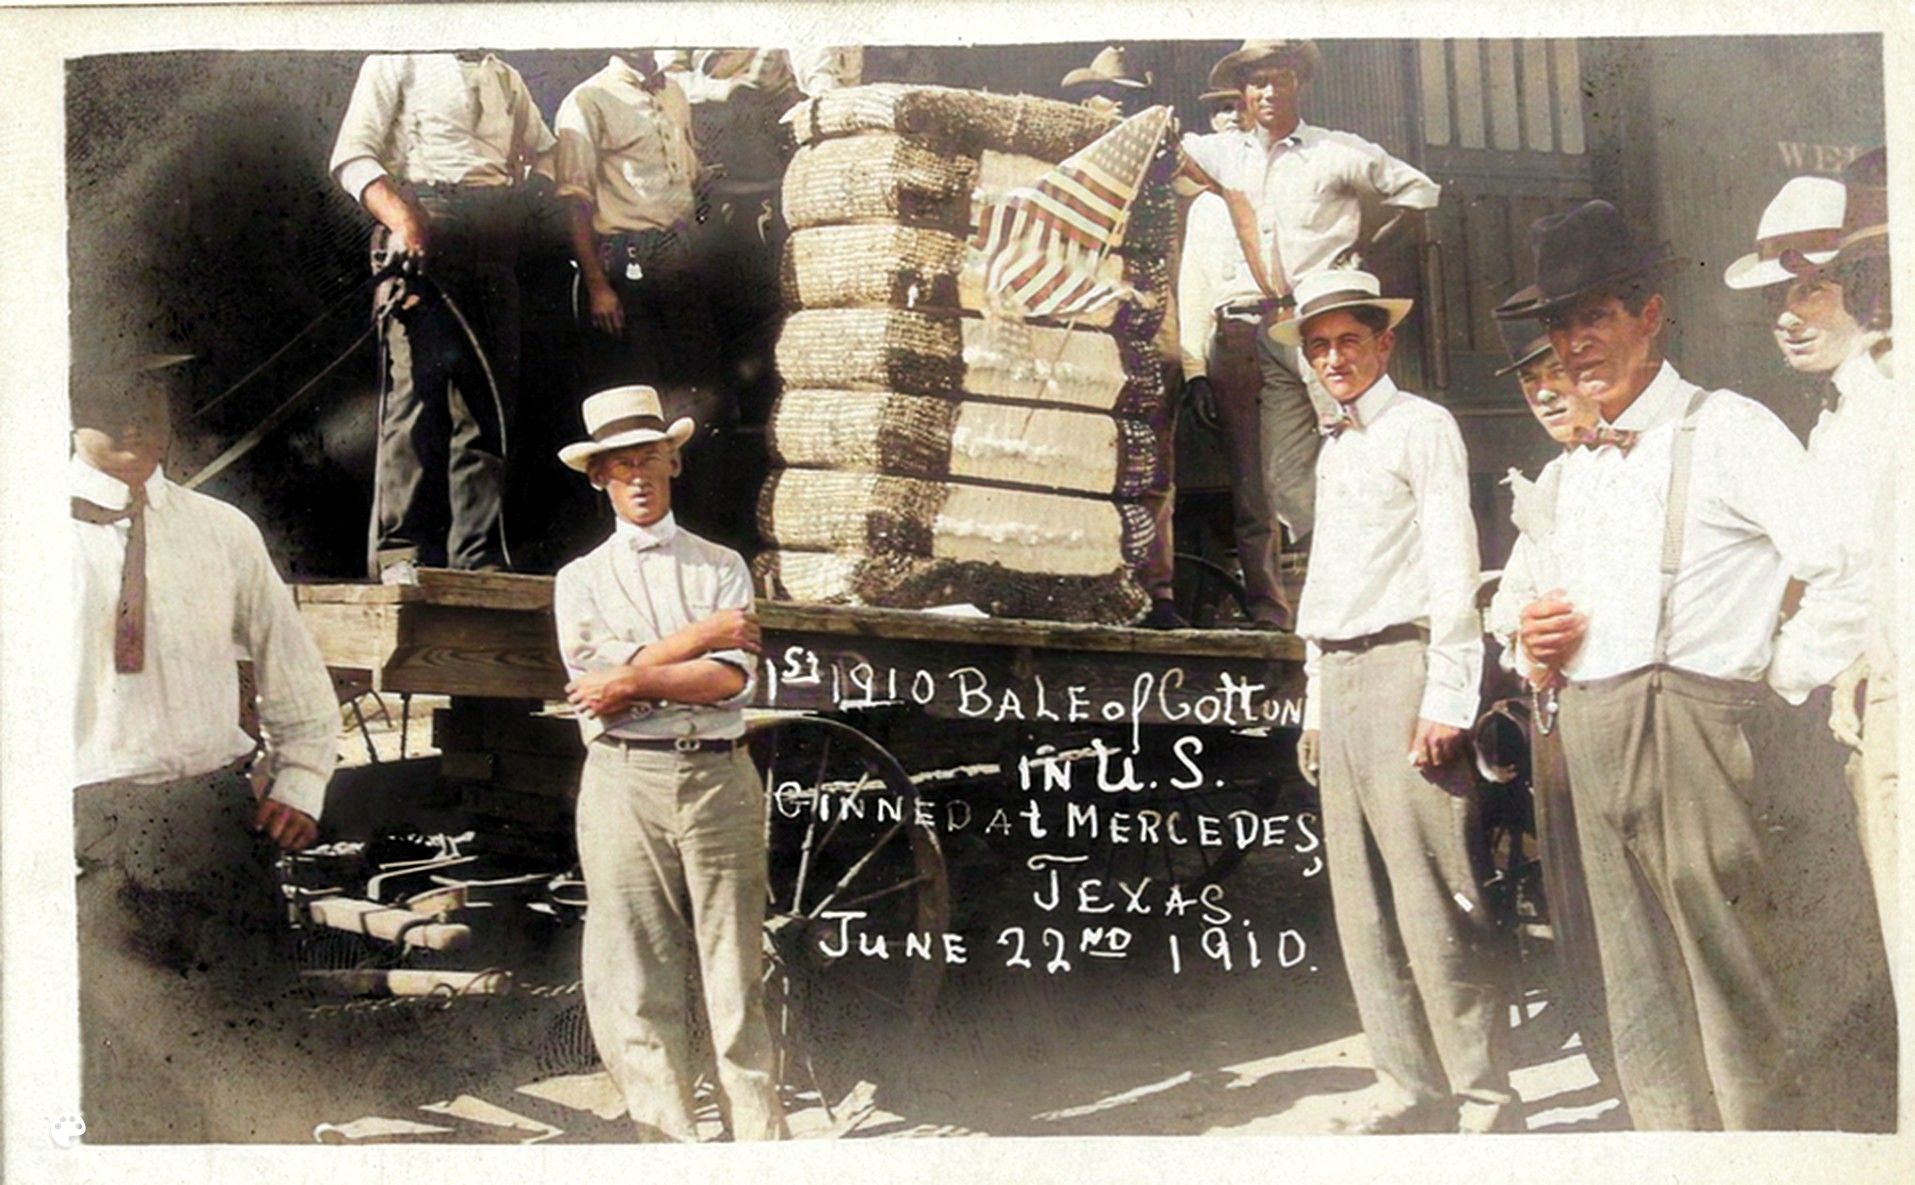 1st 1910 BALE of Cotton
IN U.S.
GINNED At MERCEDES,
TEXAS.
JUNE 22ND 1910.